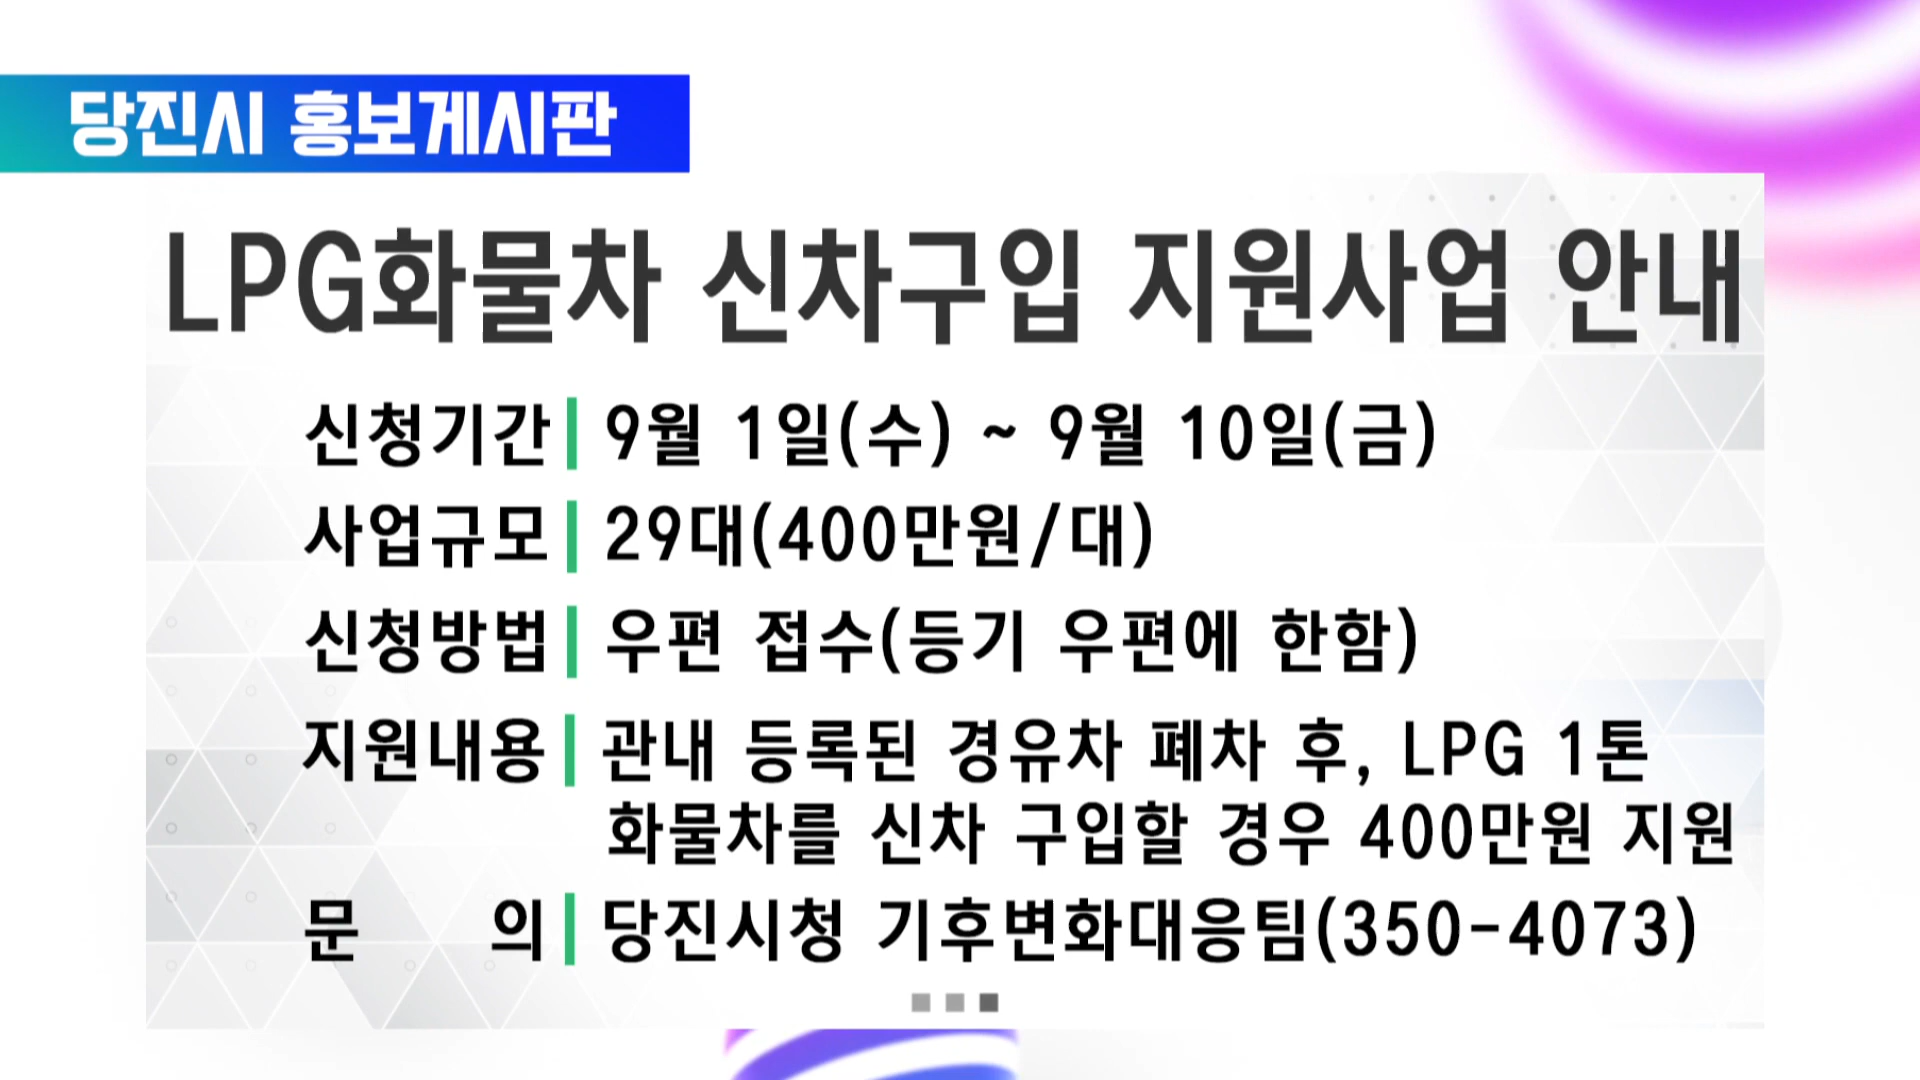 당진시 홍보게시판
LPG화물차 신차구입 지원사업 안내
신청기간 9월 1일(수) ~ 9월 10일(금)
사업규모 29대(400만원/대)
신청방법 우편 접수(등기 우편에 한함)
지원내용 관내 등록된 경유차 폐차 후, LPG 1톤
화물차를 신차 구입할 경우 400만원 지원
문 의 당진시청 기후변화대응팀(350-4073)